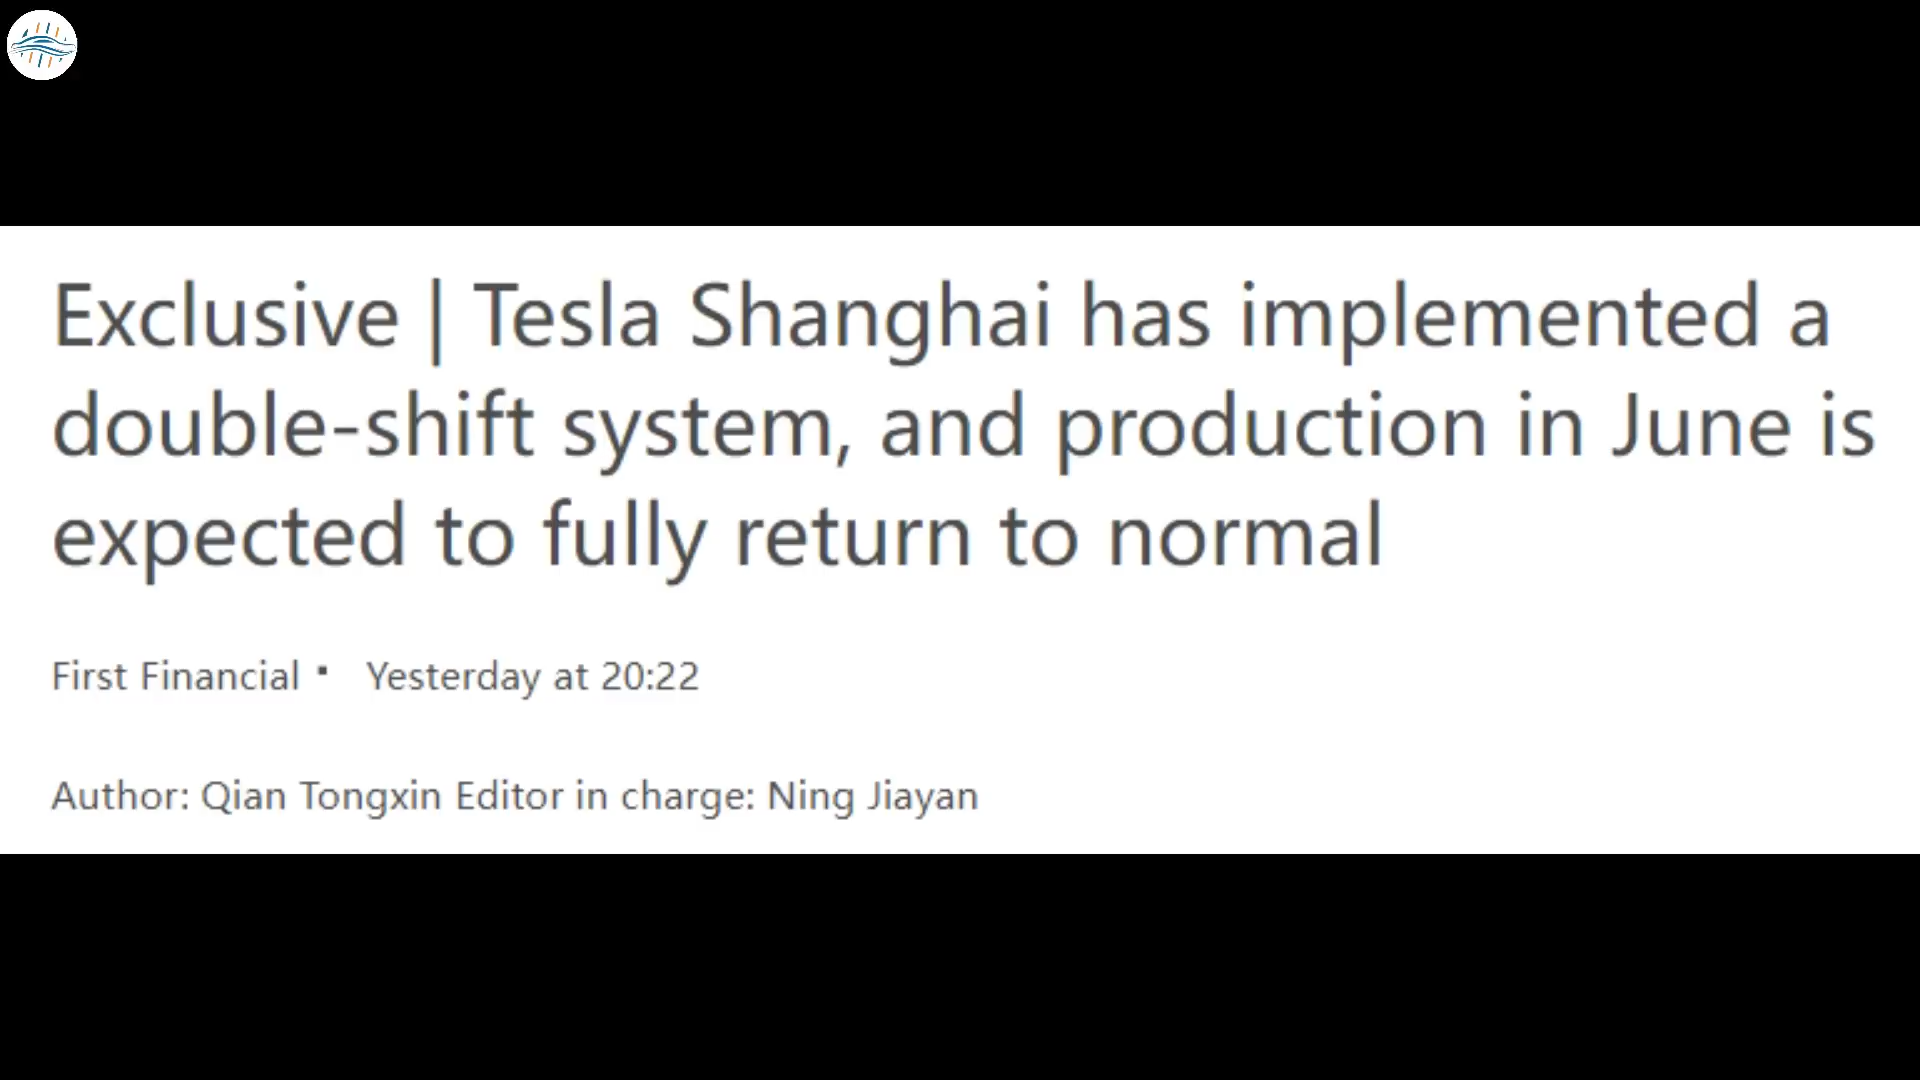 Exclusive | Tesla Shanghai has implemented a
double-shift system, and production in June is
expected to fully return to normal
First Financial ▪ Yesterday at 20:22
Author: Qian Tongxin Editor in charge: Ning Jiayan